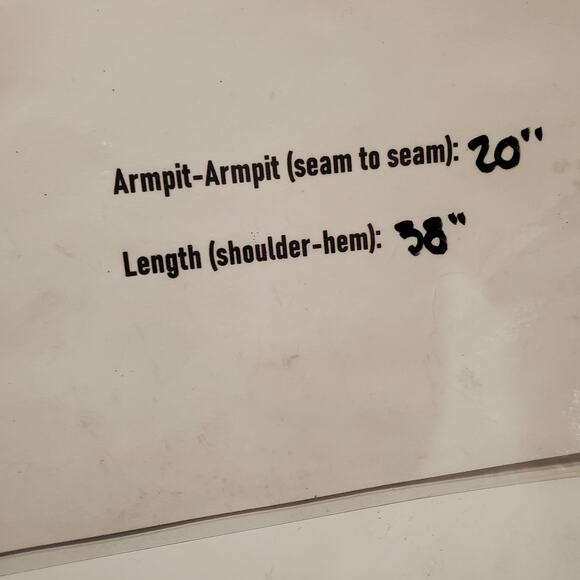 Armpit-Armpit (seam to seam): 20"
Length (shoulder-hem): 38"